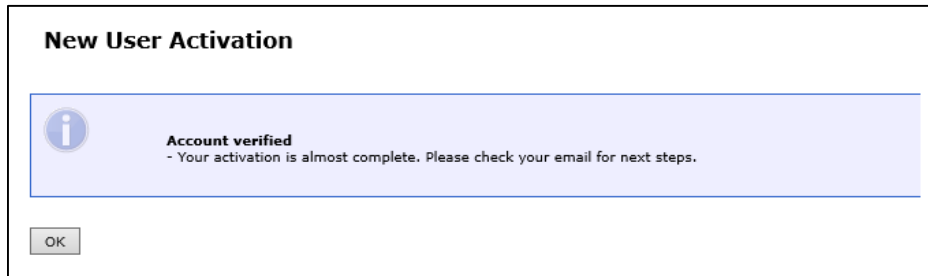 New User Activation
Account verified
- Your activation is almost complete. Please check your email for next steps.
OK